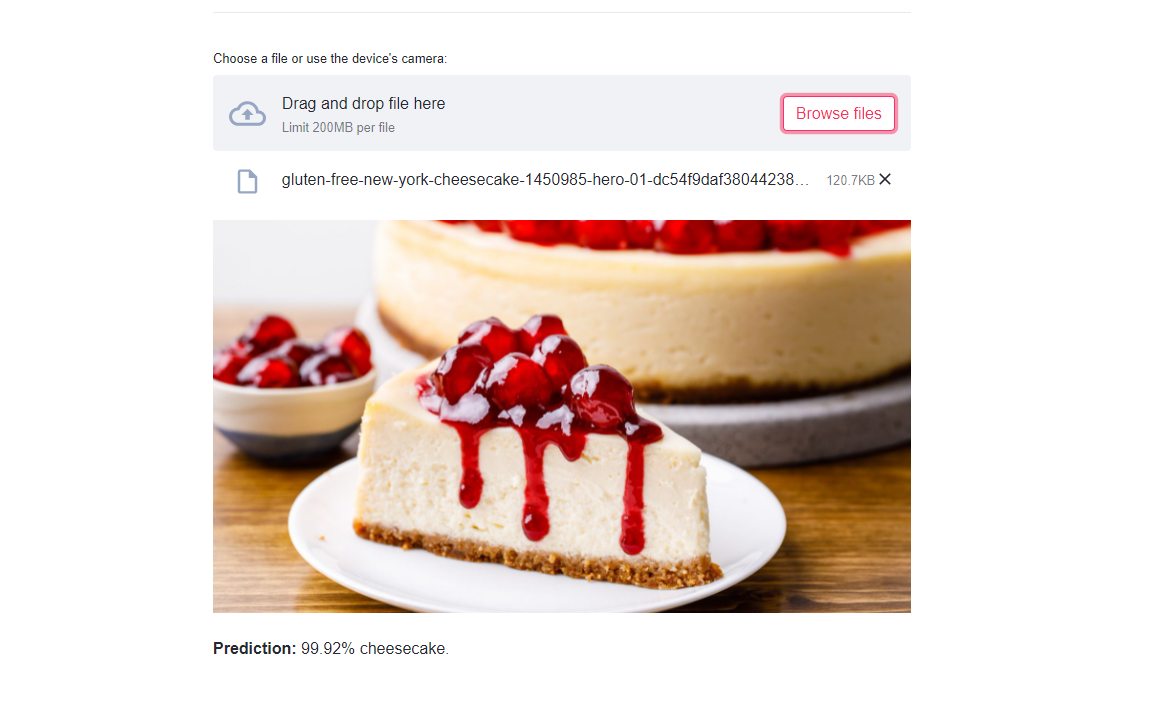 Choose a file or use the device's camera:
Drag and drop file here
Limit 200MB per file
Browse files
gluten-free-new-york-cheesecake-1450985-hero-01-dc54f9daf38044238…
120.7KB
Prediction: 99.92% cheesecake.